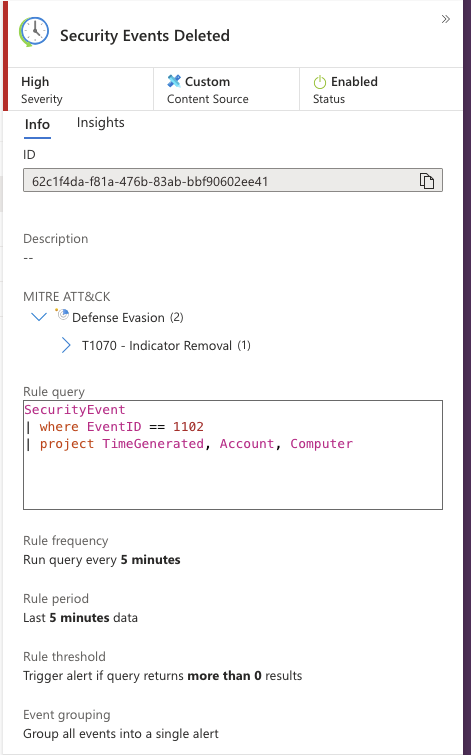 »
Security Events Deleted
High
Severity
Custom
Content Source
Enabled
Status
Info
Insights
ID
62c1f4da-f81a-476b-83ab-bbf90602ee41
Description
--
MITRE ATT&CK
Defense Evasion (2)
T1070 - Indicator Removal (1)
Rule query
SecurityEvent
| where EventID == 1102
| project TimeGenerated, Account, Computer
Rule frequency
Run query every 5 minutes
Rule period
Last 5 minutes data
Rule threshold
Trigger alert if query returns more than 0 results
Event grouping
Group all events into a single alert